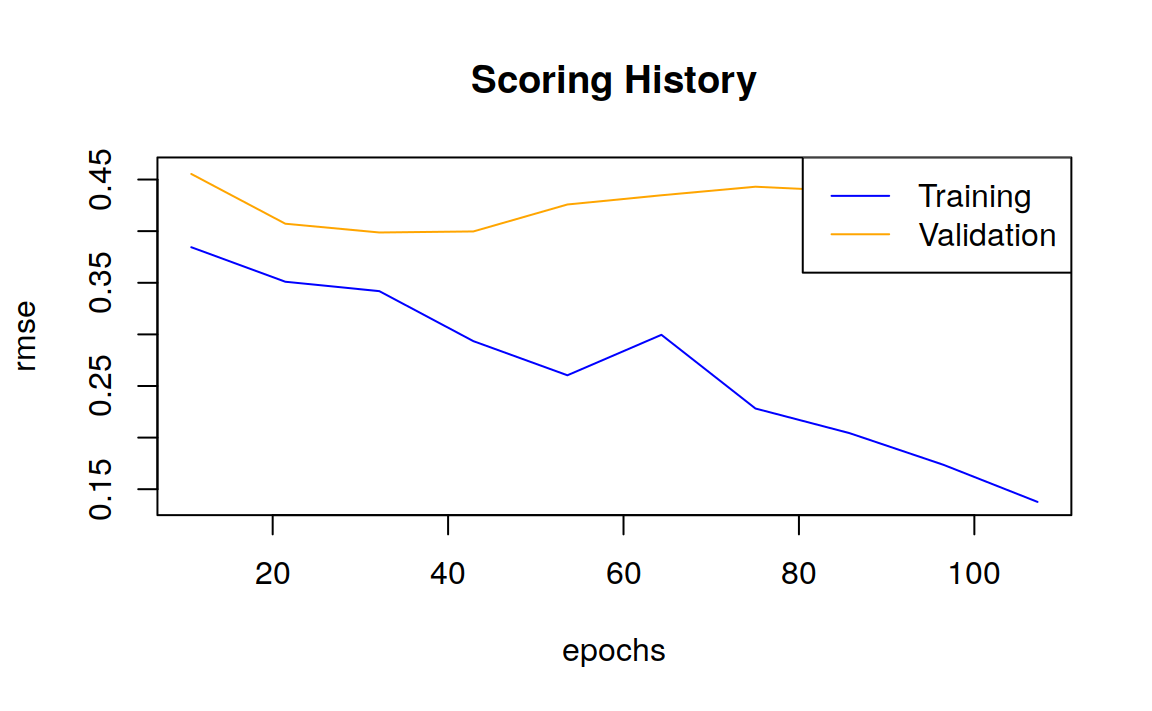 Scoring History
Training
Validation
rmse
0.45
0.35
0.25
0.15
20 40 60 80 100
epochs